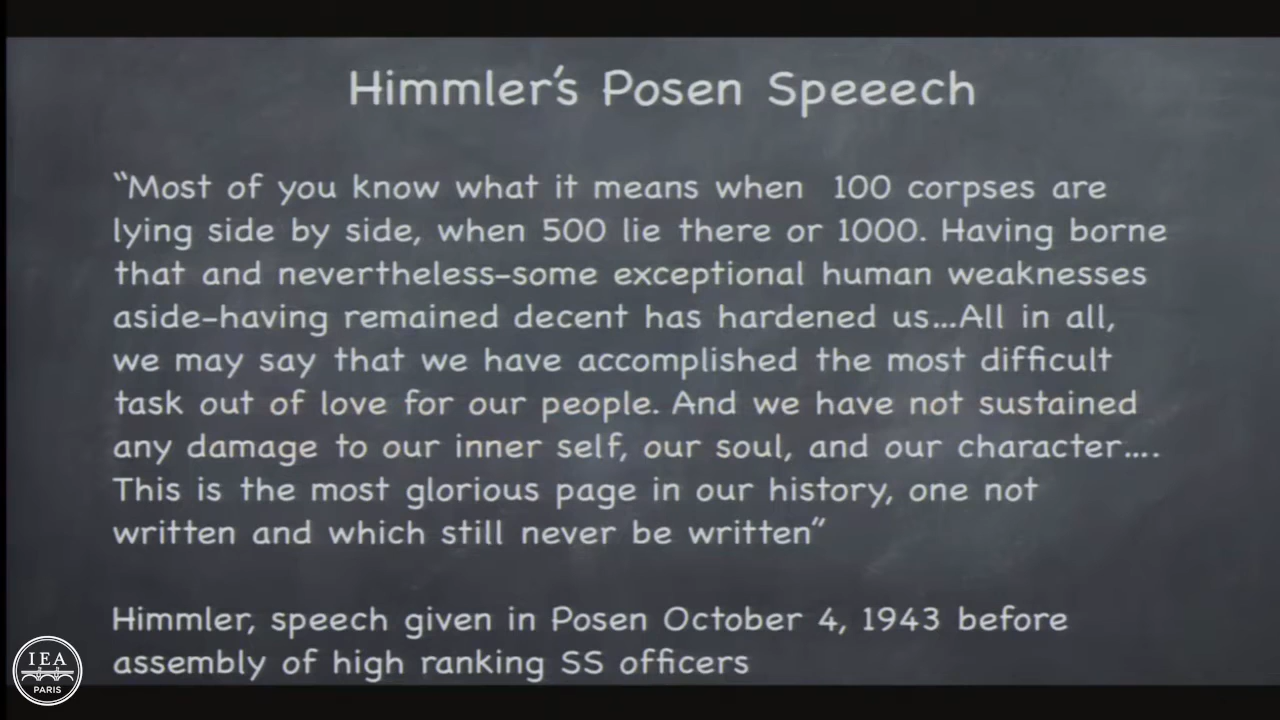 Himmler's Posen Speeech
“Most of you know what it means when 100 corpses are
lying side by side, when 500 lie there or 1000. Having borne
that and nevertheless–some exceptional human weaknesses
aside–having remained decent has hardened us...All in all,
we may say that we have accomplished the most difficult
task out of love for our people. And we have not sustained
any damage to our inner self, our soul, and our character....
This is the most glorious page in our history, one not
written and which still never be written”
Himmler, speech given in Posen October 4, 1943 before
assembly of high ranking SS officers
IEA
PARIS